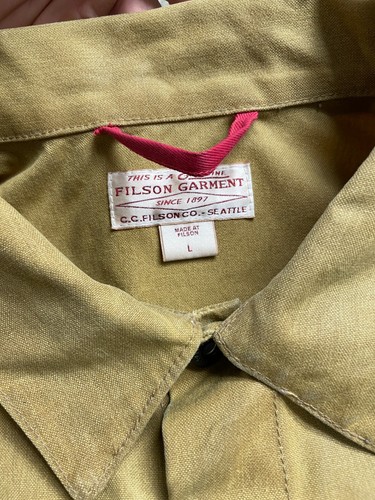 THIS IS A
FILSON GARMENT
SINCE 1897
C.C. FILSON CO. - SEATTLE
MADE AT
FILSON
L